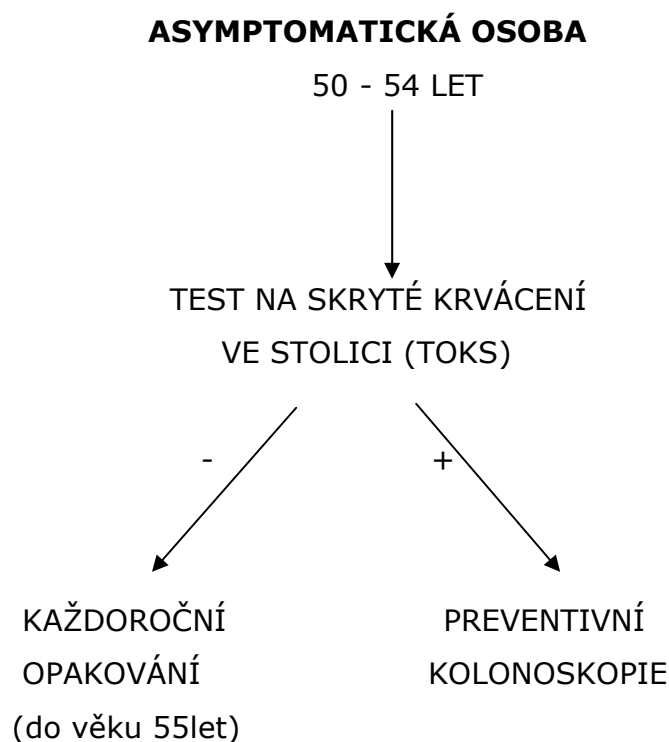 ASYMPTOMATICKÁ OSOBA
50 - 54 LET
TEST NA SKRYTÉ KRVÁCENÍ
VE STOLICI (TOKS)
-
+
KAŽDOROČNÍ
OPAKOVÁNÍ
(do věku 55let)
PREVENTIVNÍ
KOLONOSKOPIE